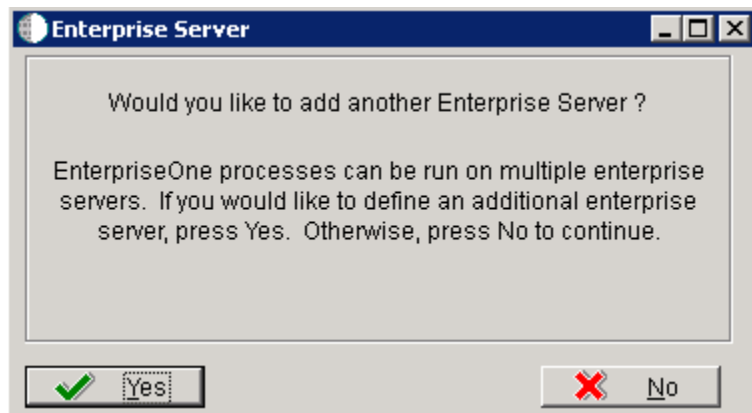 Enterprise Server
Would you like to add another Enterprise Server ?
EnterpriseOne processes can be run on multiple enterprise
servers. If you would like to define an additional enterprise
server, press Yes. Otherwise, press No to continue.
Yes
No